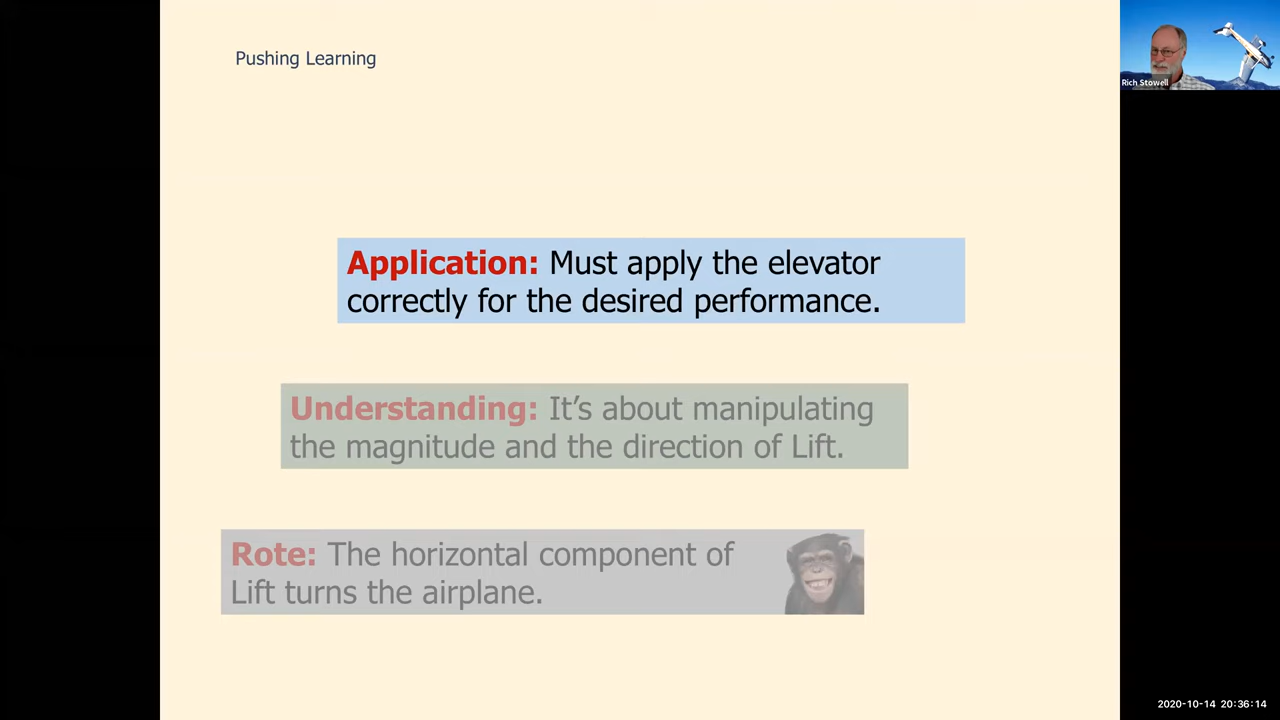 Pushing Learning
Rich Stowell
Application: Must apply the elevator
correctly for the desired performance.
Understanding: It's about manipulating
the magnitude and the direction of Lift.
Rote: The horizontal component of
Lift turns the airplane.
2020-10-14 20:36:14